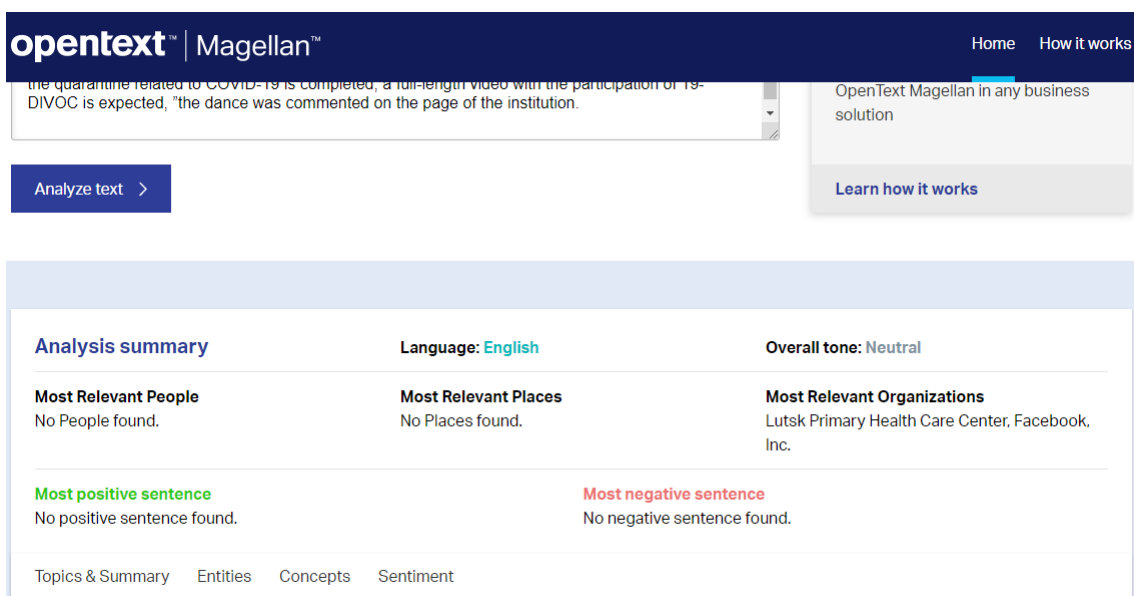 opentext™ | Magellan™
Home How it works
the quarantine related to COVID-19 is completed, a full-length video with the participation of 19-
DIVOC is expected, ”the dance was commented on the page of the institution.
OpenText Magellan in any business
solution
Analyze text >
Learn how it works
Analysis summary
Language: English
Overall tone: Neutral
Most Relevant People
No People found.
Most Relevant Places
No Places found.
Most Relevant Organizations
Lutsk Primary Health Care Center, Facebook,
Inc.
Most positive sentence
No positive sentence found.
Most negative sentence
No negative sentence found.
Topics & Summary Entities Concepts Sentiment